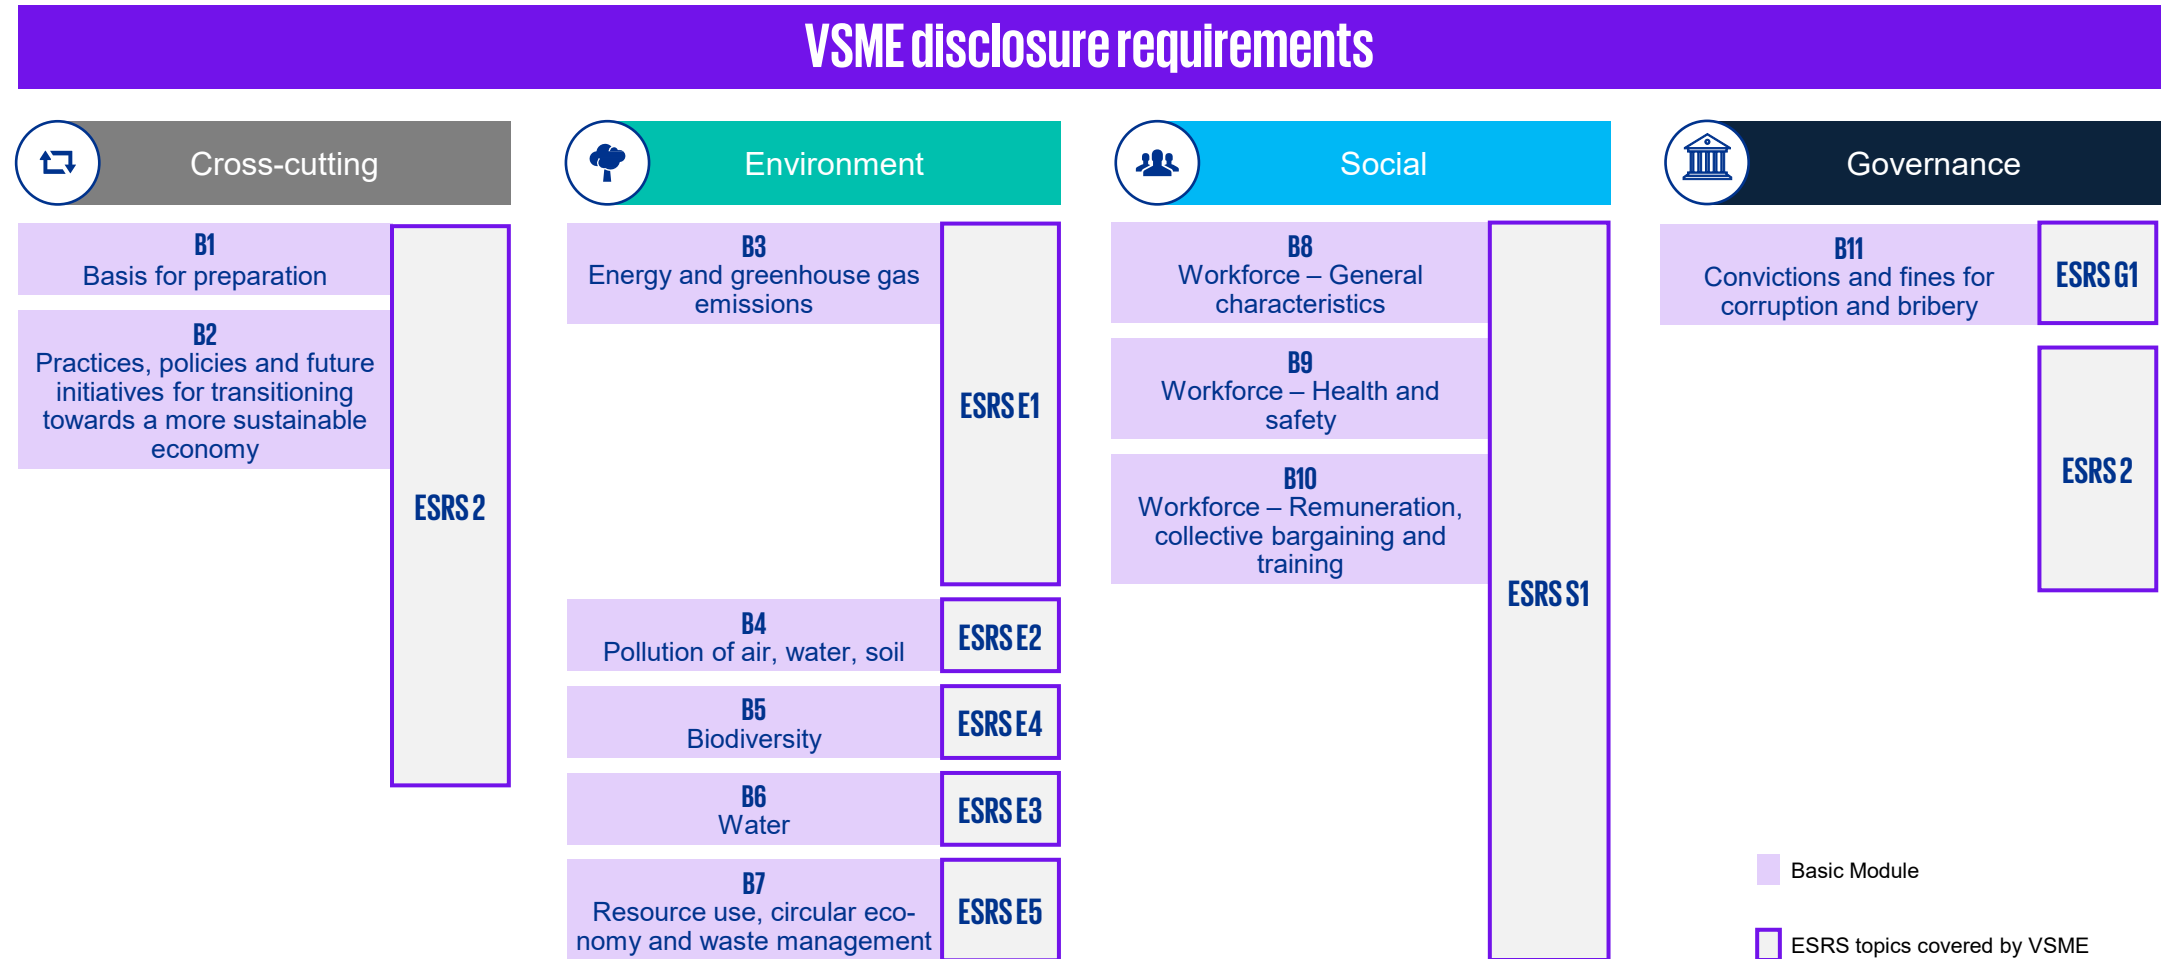 VSME disclosure requirements
Cross-cutting
B1
Basis for preparation
B2
Practices, policies and future
initiatives for transitioning
towards a more sustainable
economy
ESRS 2
Environment
B3
Energy and greenhouse gas
emissions
ESRS E1
B4
Pollution of air, water, soil
ESRS E2
B5
Biodiversity
ESRS E4
B6
Water
ESRS E3
B7
Resource use, circular eco-
nomy and waste management
ESRS E5
Social
B8
Workforce – General
characteristics
B9
Workforce – Health and
safety
B10
Workforce – Remuneration,
collective bargaining and
training
ESRS S1
Governance
B11
Convictions and fines for
corruption and bribery
ESRS G1
ESRS 2
Basic Module
ESRS topics covered by VSME